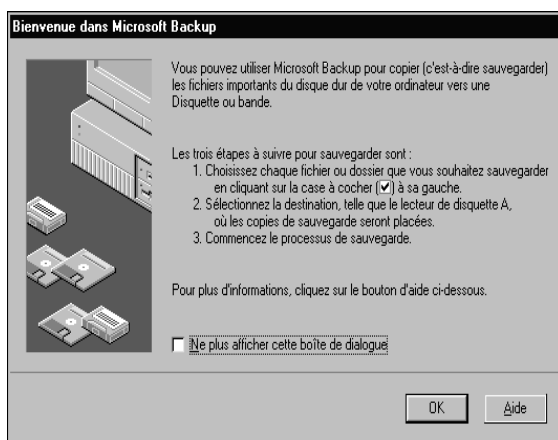 Bienvenue dans Microsoft Backup
Vous pouvez utiliser Microsoft Backup pour copier (c'est-à-dire sauvegarder)
les fichiers importants du disque dur de votre ordinateur vers une
Disquette ou bande.
Les trois étapes à suivre pour sauvegarder sont :
1. Choisissez chaque fichier ou dossier que vous souhaitez sauvegarder
en cliquant sur la case à cocher (☑) à sa gauche.
2. Sélectionnez la destination, telle que le lecteur de disquette A,
où les copies de sauvegarde seront placées.
3. Commencez le processus de sauvegarde.
Pour plus d'informations, cliquez sur le bouton d'aide ci-dessous.
Ne plus afficher cette boîte de dialogue
OK
Aide